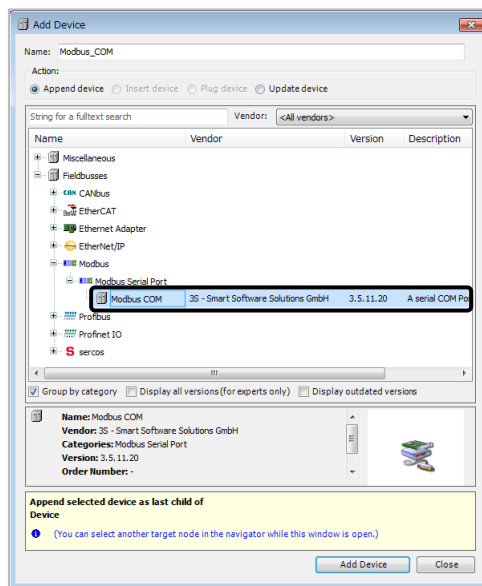 Add Device
Name: Modbus_COM
Action:
Append device Insert device Plug device Update device
String for a fulltext search Vendor: <All vendors>
Name Vendor Version Description
Miscellaneous
Fieldbusses
CAN CANbus
EtherCAT
Ethernet Adapter
EtherNet/IP
Modbus
Modbus Serial Port
Modbus COM 3S - Smart Software Solutions GmbH 3.5.11.20 A serial COM Po
Profibus
Profinet IO
S sercos
Group by category Display all versions (for experts only) Display outdated versions
Name: Modbus COM
Vendor: 3S - Smart Software Solutions GmbH
Categories: Modbus Serial Port
Version: 3.5.11.20
Order Number: -
Append selected device as last child of
Device
(You can select another target node in the navigator while this window is open.)
Add Device Close